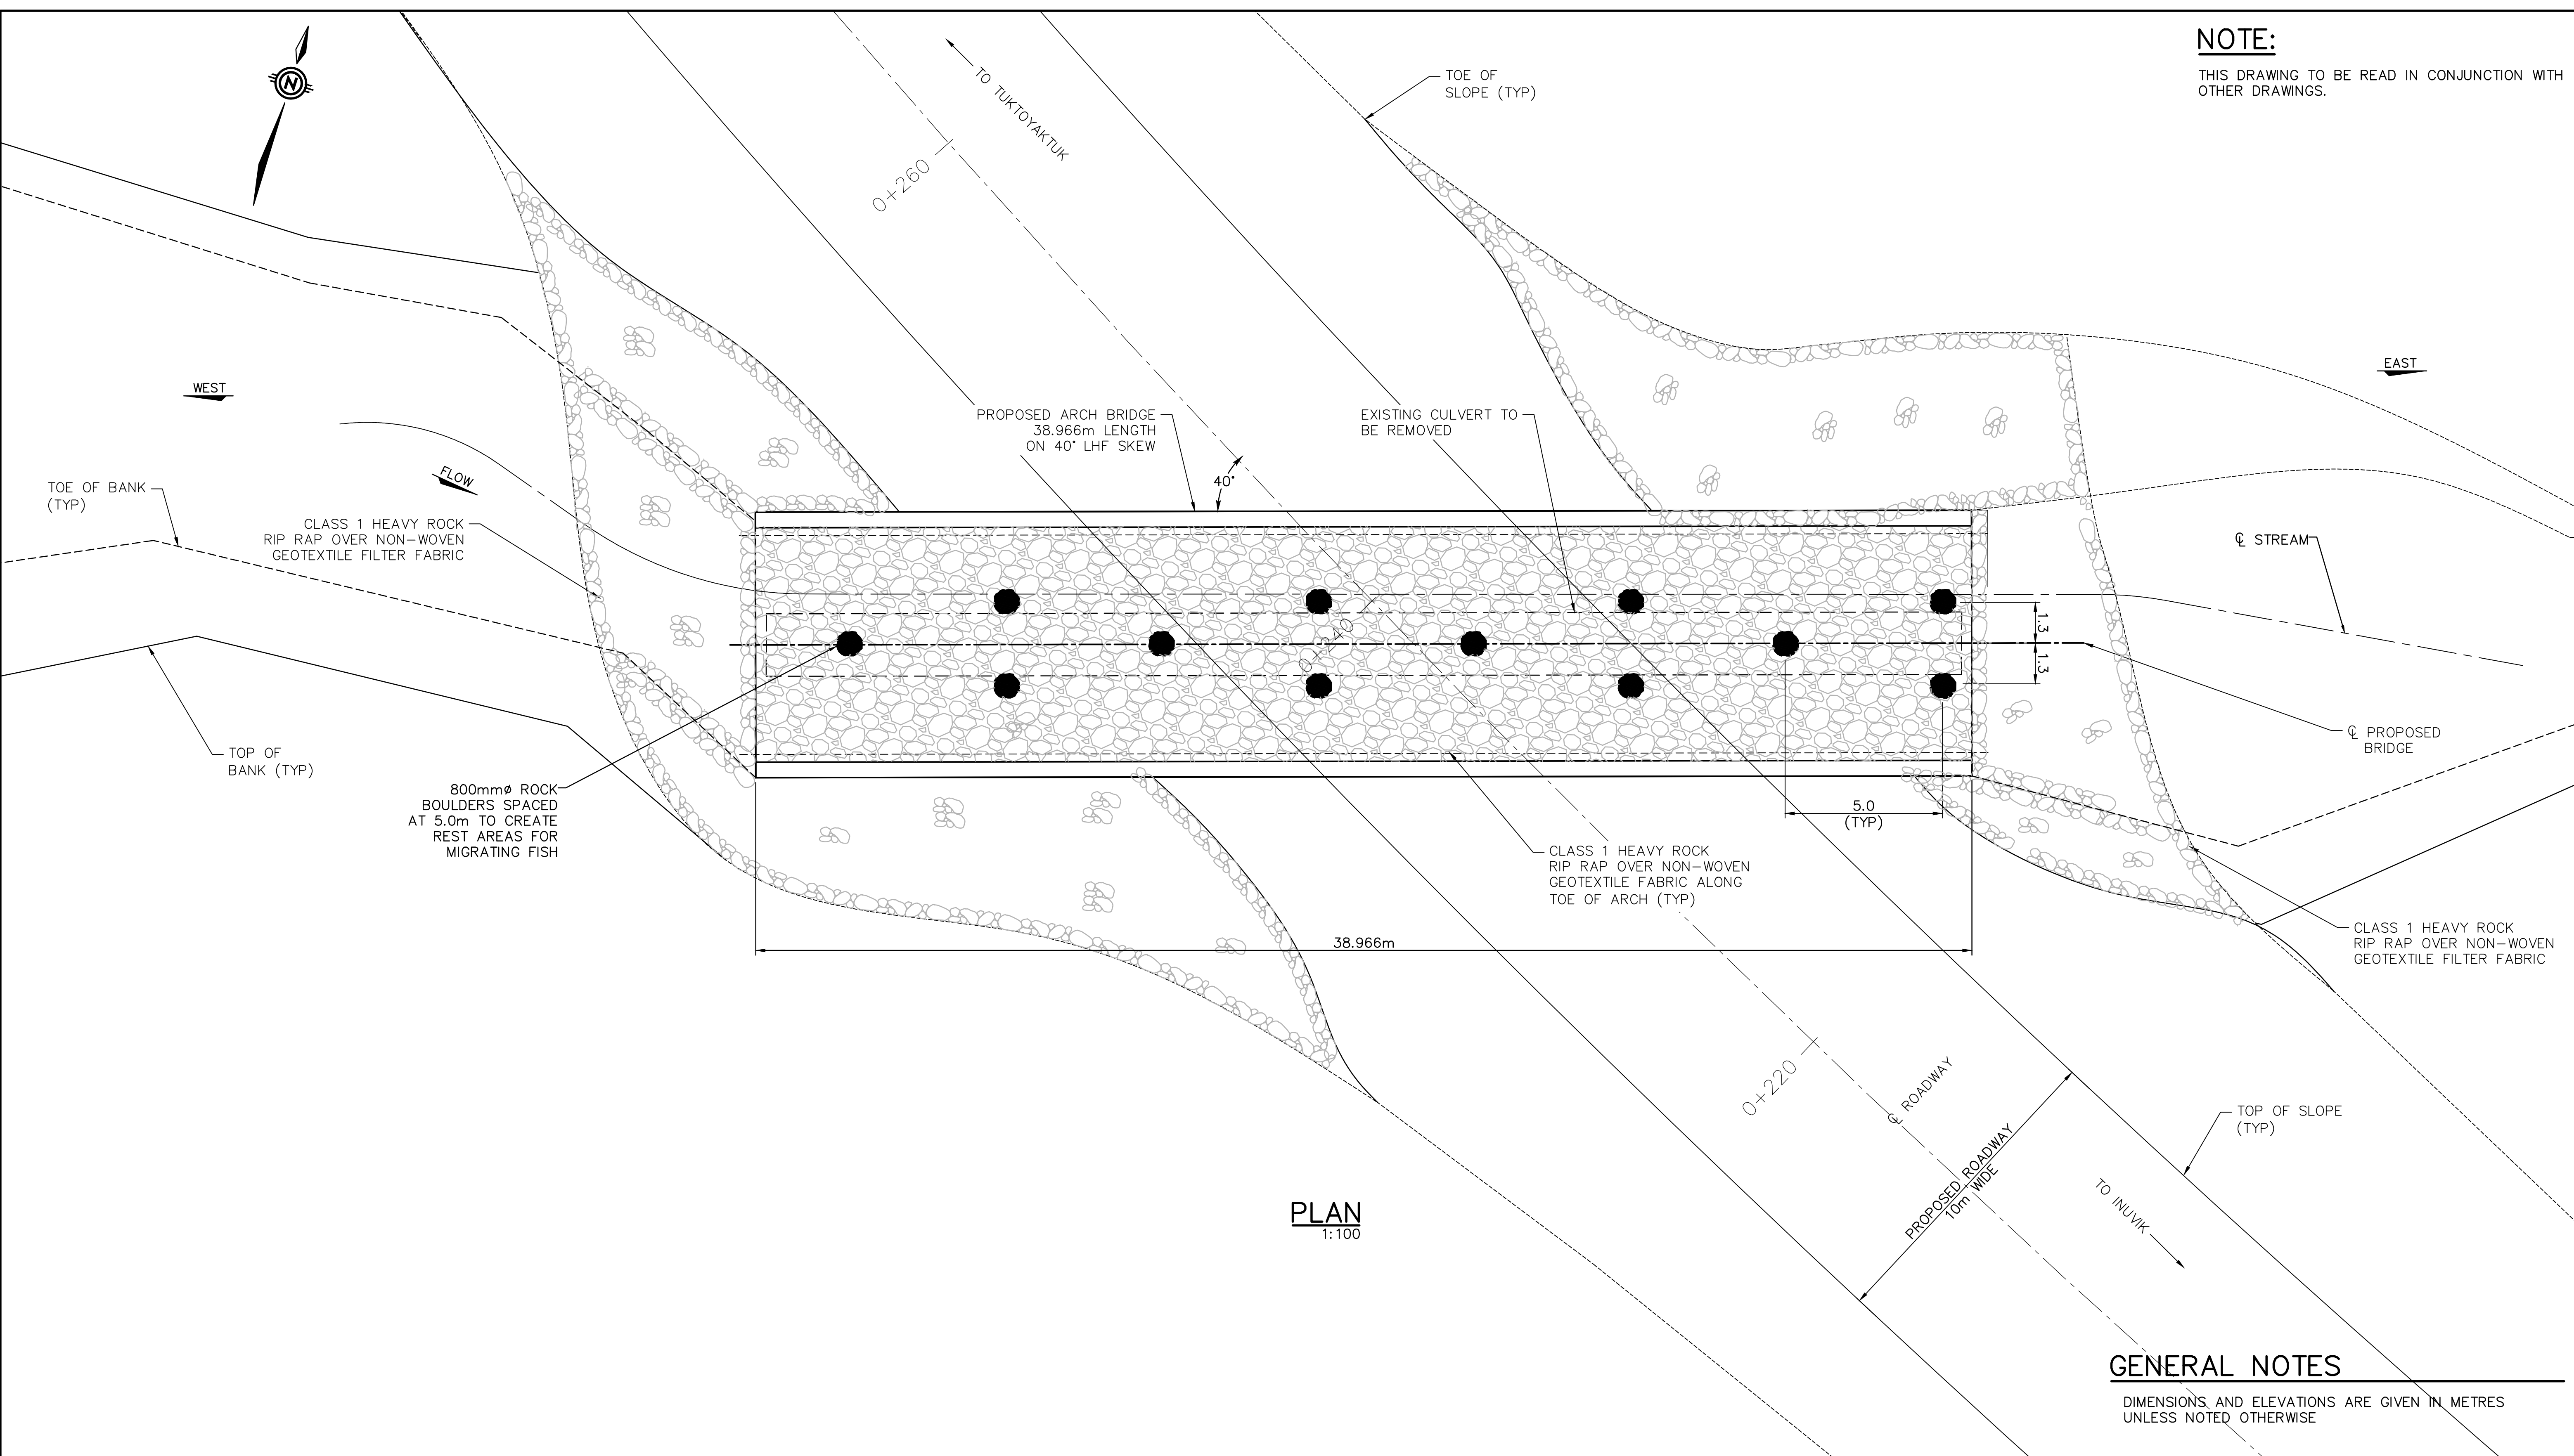 NOTE:
THIS DRAWING TO BE READ IN CONJUNCTION WITH
OTHER DRAWINGS.
N
TO TUKTOYAKTUK
0+260
TOE OF
SLOPE (TYP)
WEST
EAST
FLOW
PROPOSED ARCH BRIDGE
38.966m LENGTH
ON 40° LHF SKEW
40°
EXISTING CULVERT TO
BE REMOVED
TOE OF BANK
(TYP)
CLASS 1 HEAVY ROCK
RIP RAP OVER NON-WOVEN
GEOTEXTILE FILTER FABRIC
℄ STREAM
0+240
1.3
1.3
TOP OF
BANK (TYP)
℄ PROPOSED
BRIDGE
800mmø ROCK
BOULDERS SPACED
AT 5.0m TO CREATE
REST AREAS FOR
MIGRATING FISH
5.0
(TYP)
CLASS 1 HEAVY ROCK
RIP RAP OVER NON-WOVEN
GEOTEXTILE FABRIC ALONG
TOE OF ARCH (TYP)
38.966m
CLASS 1 HEAVY ROCK
RIP RAP OVER NON-WOVEN
GEOTEXTILE FILTER FABRIC
0+220
℄ ROADWAY
PROPOSED ROADWAY
10m WIDE
TOP OF SLOPE
(TYP)
TO INUVIK
PLAN
1:100
GENERAL NOTES
DIMENSIONS AND ELEVATIONS ARE GIVEN IN METRES
UNLESS NOTED OTHERWISE